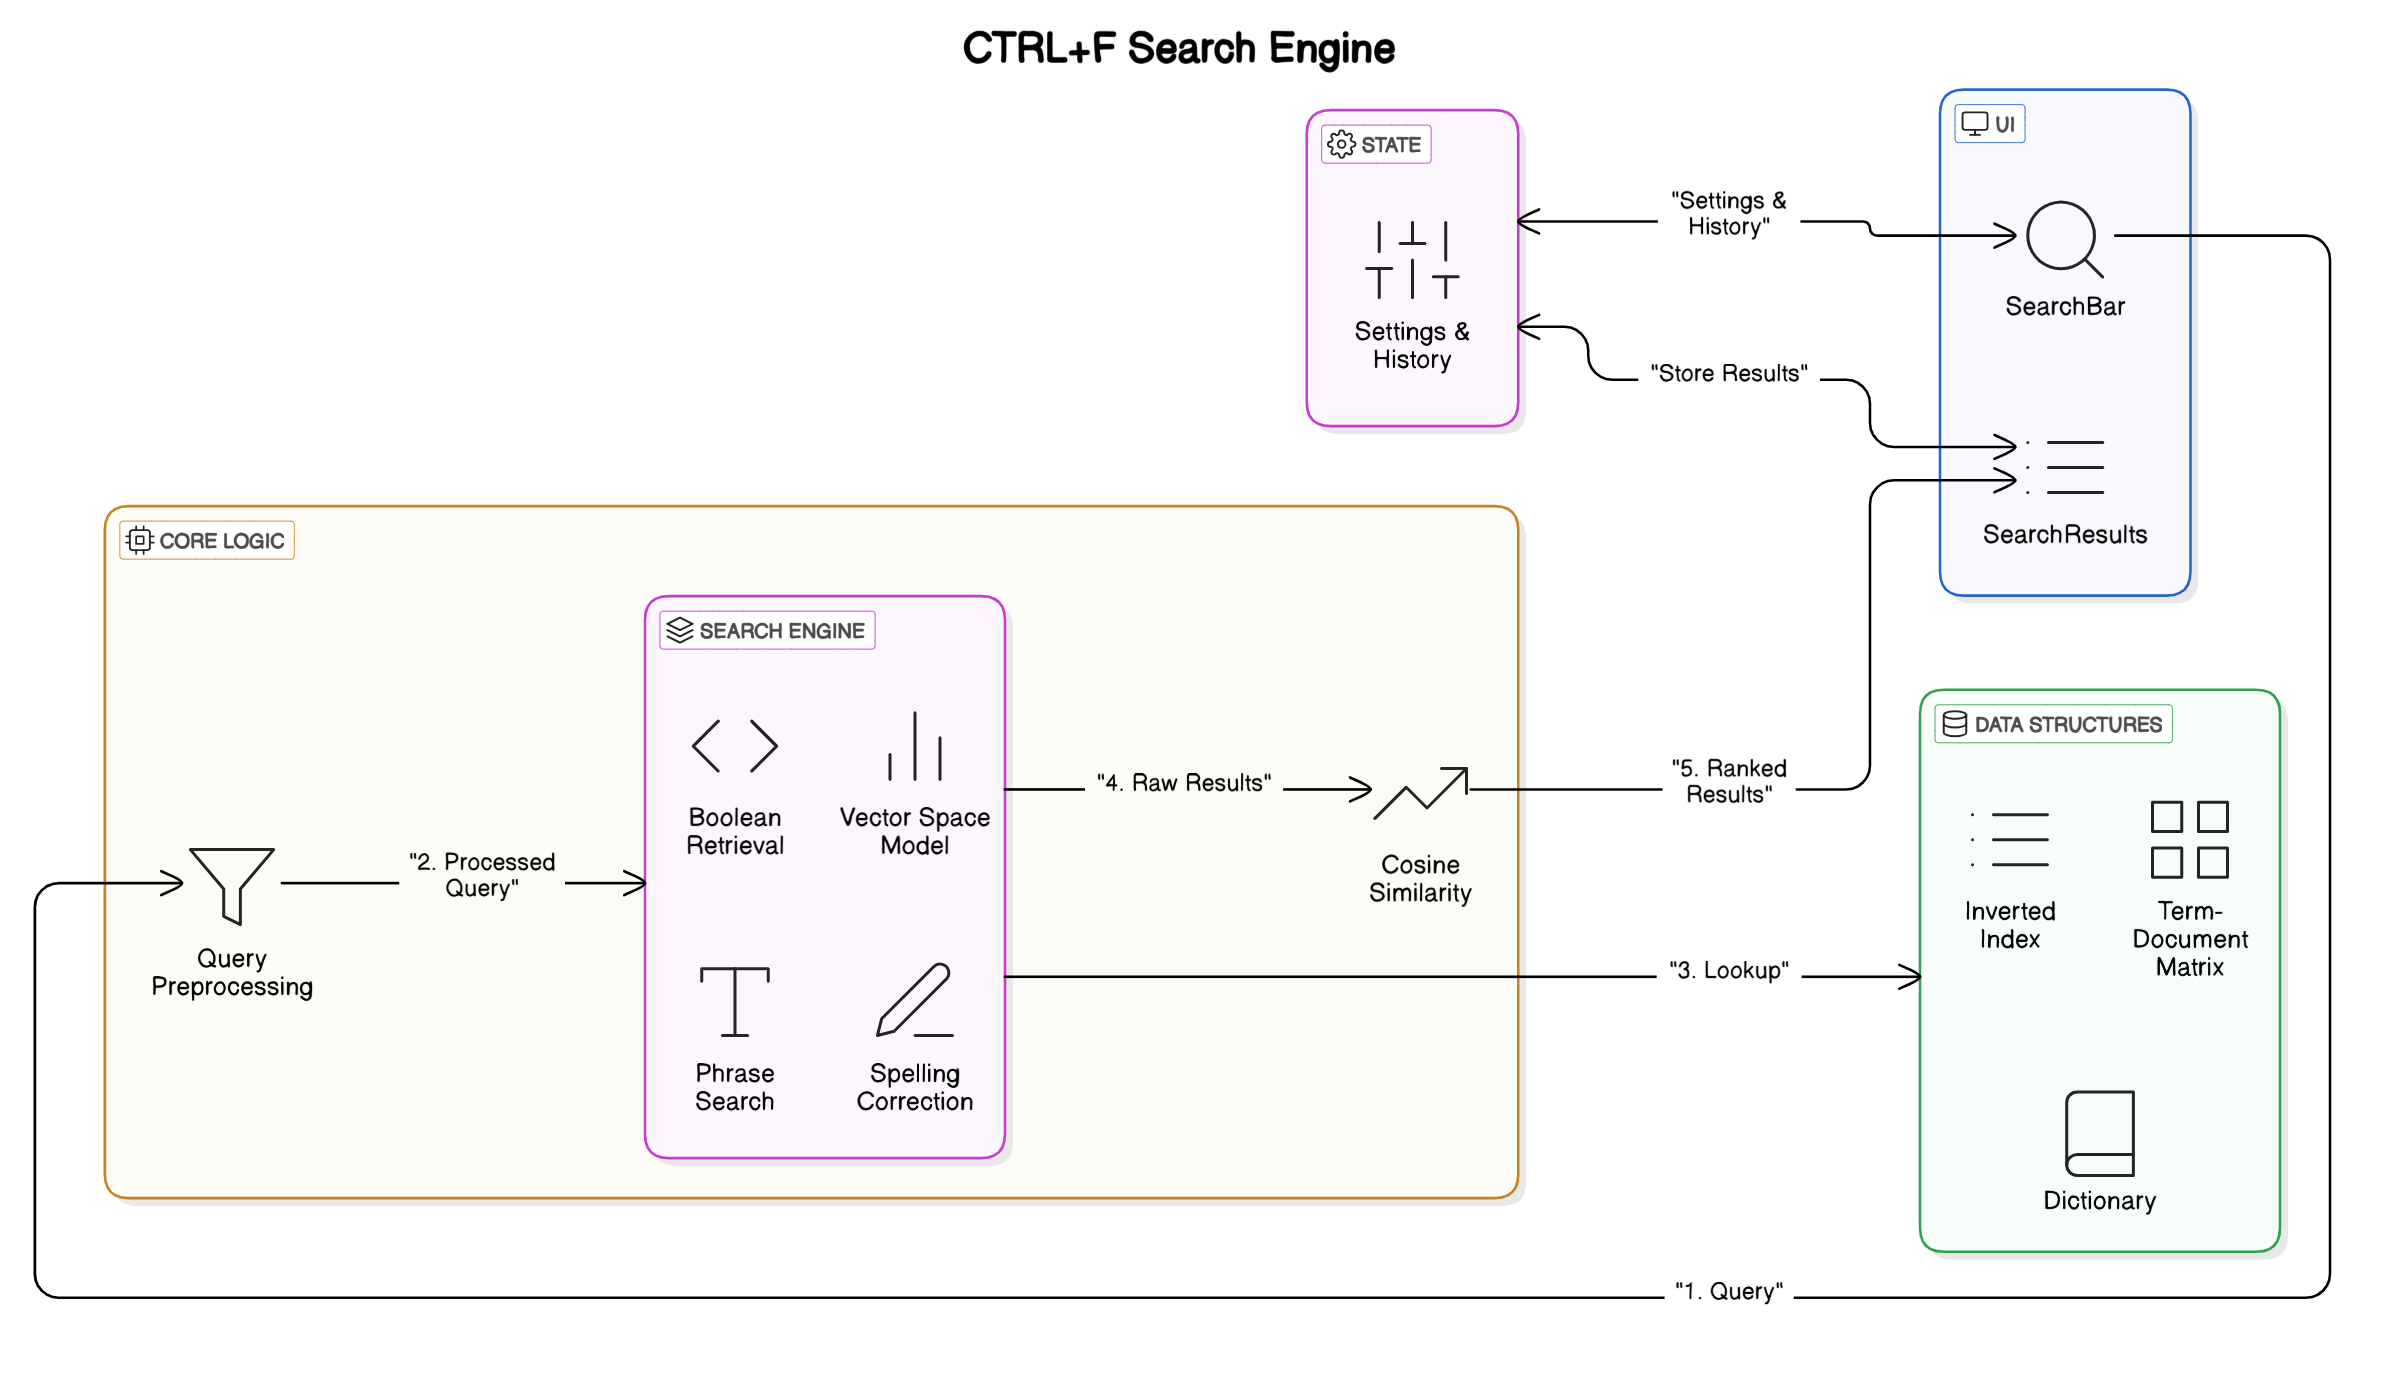 CTRL+F Search Engine
STATE
Settings &
History
"Settings &
History"
"Store Results"
UI
SearchBar
SearchResults
CORE LOGIC
Query
Preprocessing
"2. Processed
Query"
SEARCH ENGINE
Boolean
Retrieval
Vector Space
Model
Phrase
Search
Spelling
Correction
"4. Raw Results"
Cosine
Similarity
"5. Ranked
Results"
"3. Lookup"
DATA STRUCTURES
Inverted
Index
Term-
Document
Matrix
Dictionary
"1. Query"